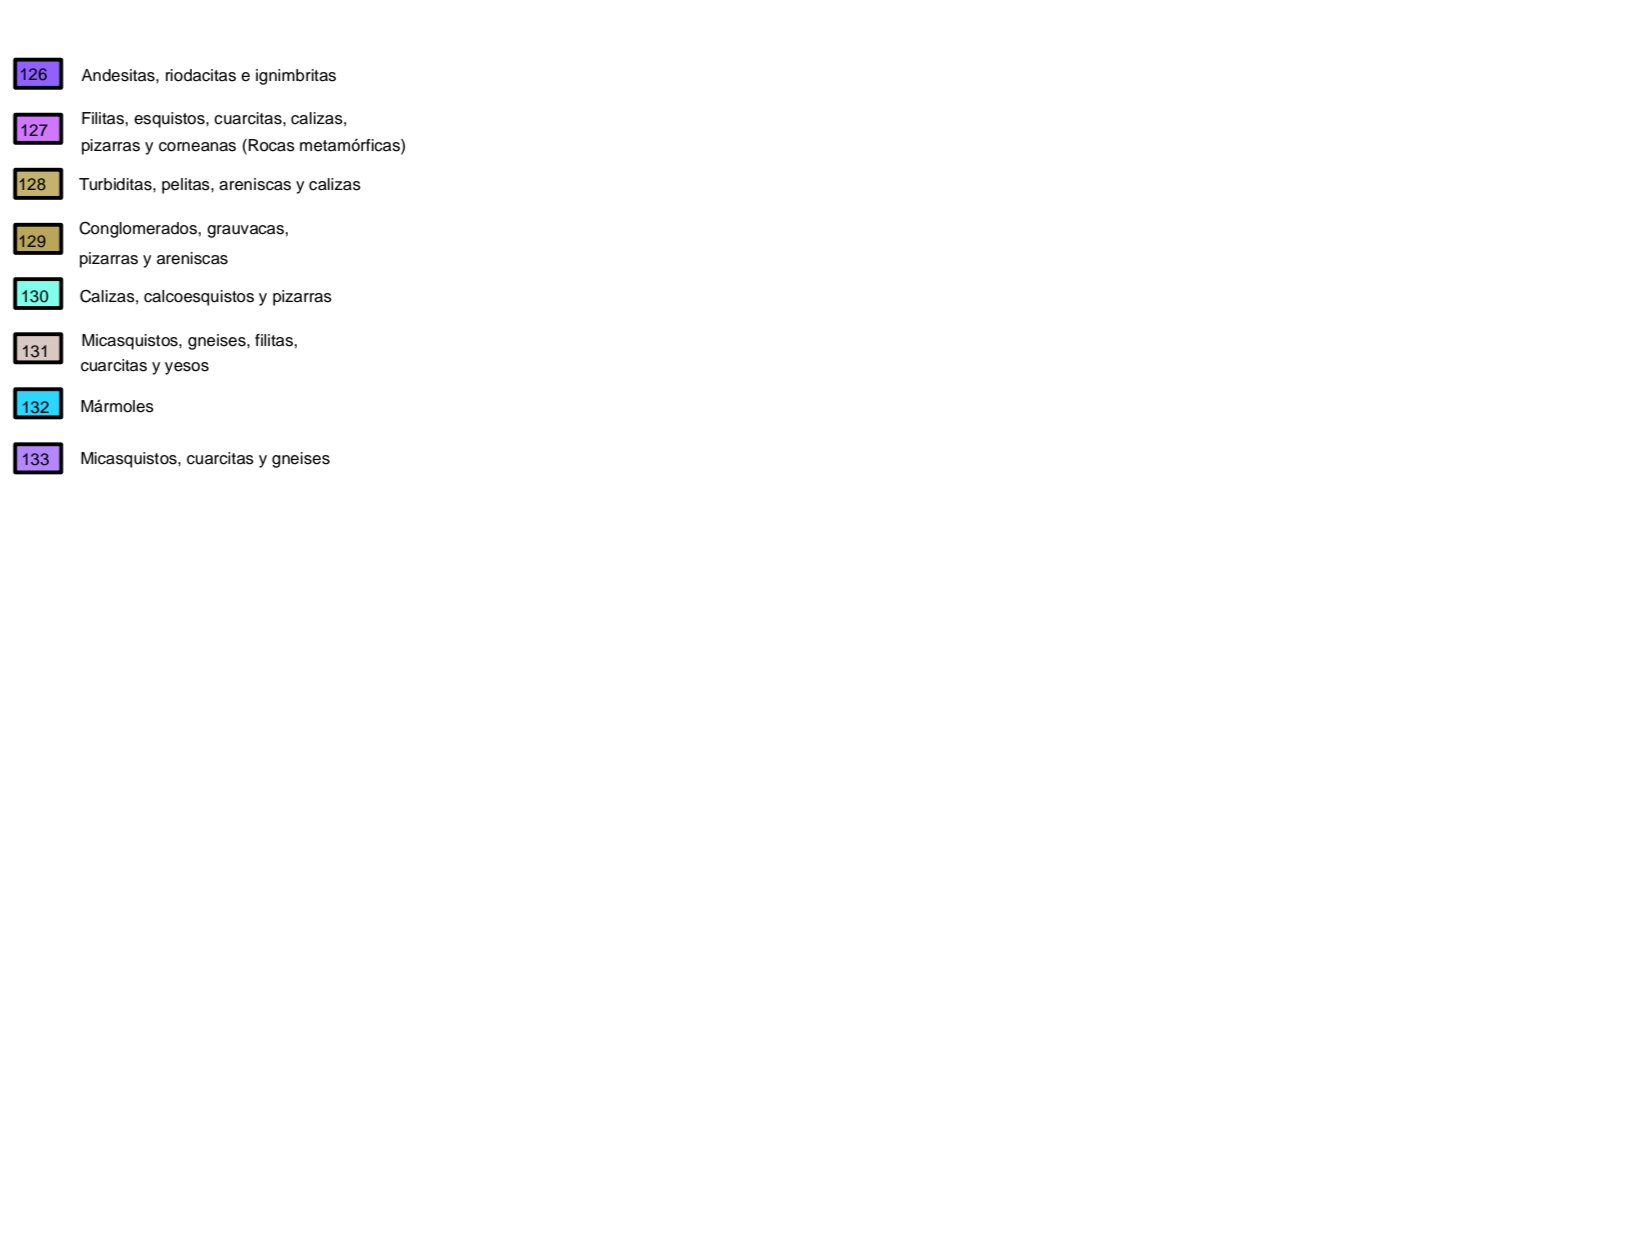 126 Andesitas, riodacitas e ignimbritas
127 Filitas, esquistos, cuarcitas, calizas,
pizarras y corneanas (Rocas metamórficas)
128 Turbiditas, pelitas, areniscas y calizas
129 Conglomerados, grauvacas,
pizarras y areniscas
130 Calizas, calcoesquistos y pizarras
131 Micasquistos, gneises, filitas,
cuarcitas y yesos
132 Mármoles
133 Micasquistos, cuarcitas y gneises